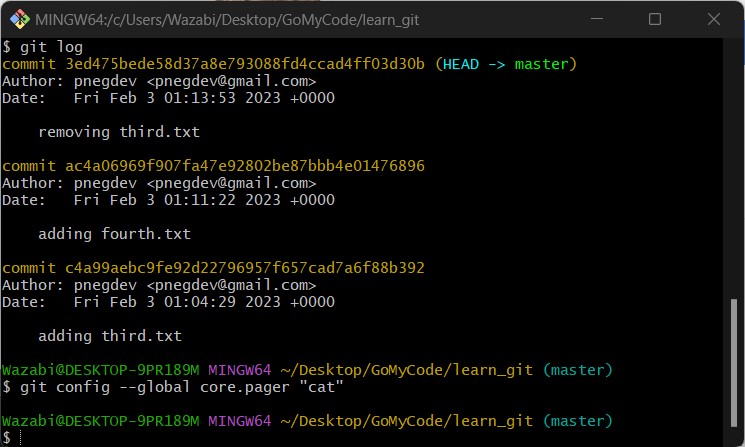 MINGW64:/c/Users/Wazabi/Desktop/GoMyCode/learn_git
$ git log
commit 3ed475bede58d37a8e793088fd4ccad4ff03d30b (HEAD -> master)
Author: pnegdev <pnegdev@gmail.com>
Date:   Fri Feb 3 01:13:53 2023 +0000
    removing third.txt
commit ac4a06969f907fa47e92802be87bbb4e01476896
Author: pnegdev <pnegdev@gmail.com>
Date:   Fri Feb 3 01:11:22 2023 +0000
    adding fourth.txt
commit c4a99aebc9fe92d22796957f657cad7a6f88b392
Author: pnegdev <pnegdev@gmail.com>
Date:   Fri Feb 3 01:04:29 2023 +0000
    adding third.txt
Wazabi@DESKTOP-9PR189M MINGW64 ~/Desktop/GoMyCode/learn_git (master)
$ git config --global core.pager "cat"
Wazabi@DESKTOP-9PR189M MINGW64 ~/Desktop/GoMyCode/learn_git (master)
$